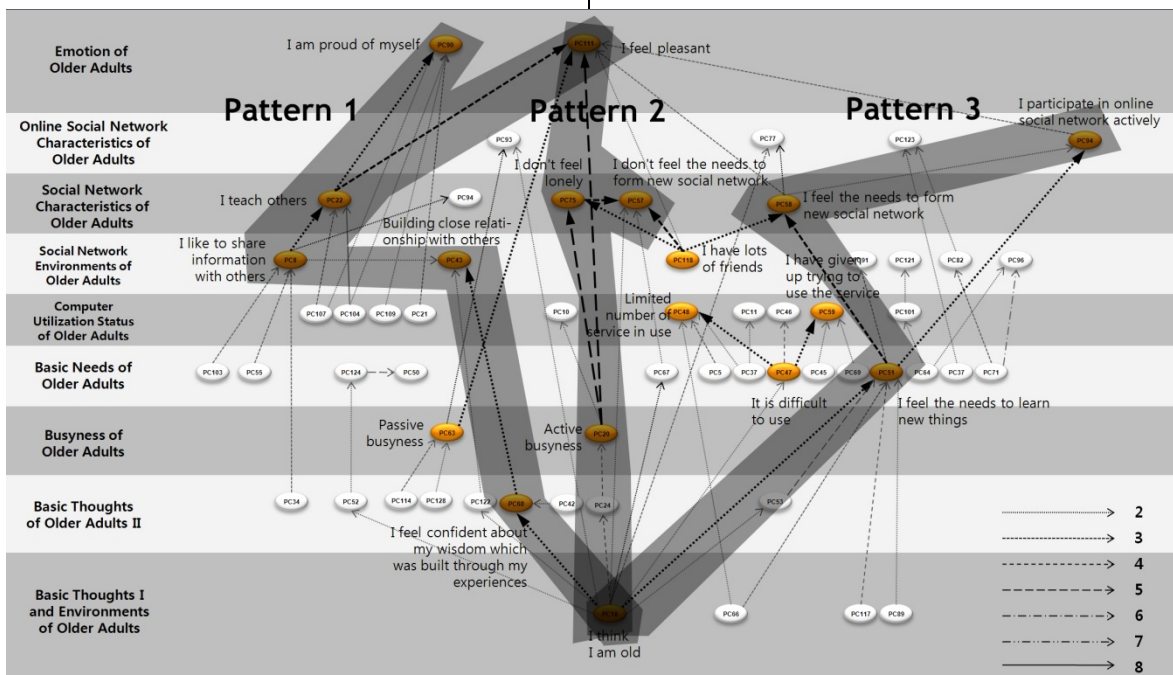 Emotion of
Older Adults
I am proud of myself
PC111
I feel pleasant
Pattern 1
Pattern 2
Pattern 3
I participate in online
social network actively
Online Social Network
Characteristics of
Older Adults
PC93
PC77
PC123
I don't feel
lonely
I don't feel the needs to
form new social network
Social Network
Characteristics of
Older Adults
I teach others
PC22
PC94
PC75
PC57
PC58
I feel the needs to form
new social network
Building close relati-
onship with others
Social Network
Environments of
Older Adults
I like to share
information
with others
PC8
PC43
PC118
I have lots
of friends
I have given
up trying to
use the service
PC121
PC82
PC96
Computer
Utilization Status
of Older Adults
PC107
PC104
PC109
PC21
PC10
Limited
number of
service in use
PC48
PC11
PC46
PC59
PC101
Basic Needs of
Older Adults
PC103
PC55
PC124
PC50
PC67
PC5
PC37
PC47
PC45
PC69
PC51
PC64
PC37
PC71
It is difficult
to use
I feel the needs to learn
new things
Busyness of
Older Adults
Passive
busyness
PC63
Active
busyness
PC20
Basic Thoughts
of Older Adults II
PC34
PC52
PC114
PC128
PC122
PC42
PC24
PC53
I feel confident about
my wisdom which
was built through my
experiences
Basic Thoughts I
and Environments
of Older Adults
PC66
PC117
PC89
I think
I am old
2
3
4
5
6
7
8